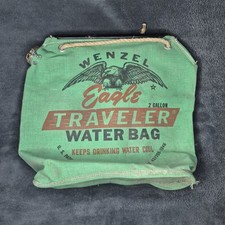 WENZEL
Eagle
2 GALLON
TRAVELER
WATER BAG
KEEPS DRINKING WATER COOL